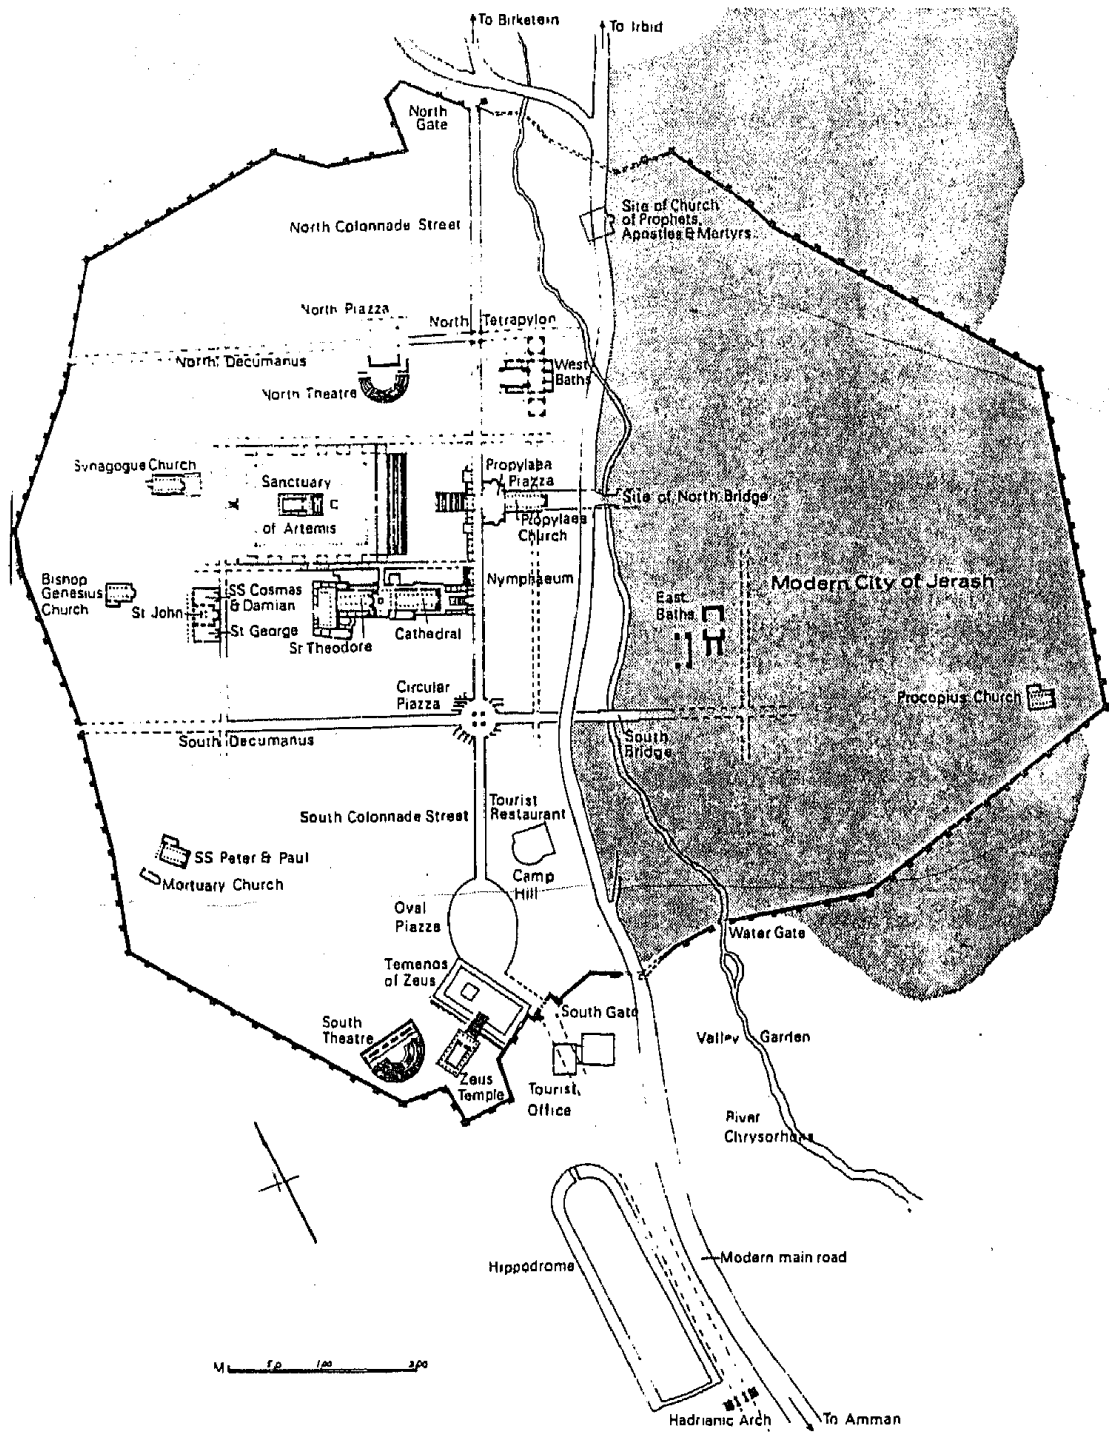 To Birketein
To Irbid
North
Gate
Site of Church
of Prophets,
Apostles & Martyrs
North Colonnade Street
North Piazza
North Tetrapylon
North Decumanus
West
Baths
North Theatre
Synagogue Church
Sanctuary
of Artemis
Propylaea
Piazza
Site of North Bridge
Propylaea
Church
Bishop
Genesius
Church
SS Cosmas
& Damian
St John
St George
St Theodore
Cathedral
Nymphaeum
Modern City of Jerash
East
Baths
Circular
Piazza
Procopius Church
South Decumanus
South
Bridge
South Colonnade Street
Tourist
Restaurant
SS Peter & Paul
Mortuary Church
Camp
Hill
Oval
Piazza
Water Gate
Temenos
of Zeus
South Gate
South
Theatre
Valley Garden
Zeus
Temple
Tourist
Office
River
Chrysorhoas
Hippodrome
Modern main road
M 50 100 200
Hadrianic Arch
To Amman